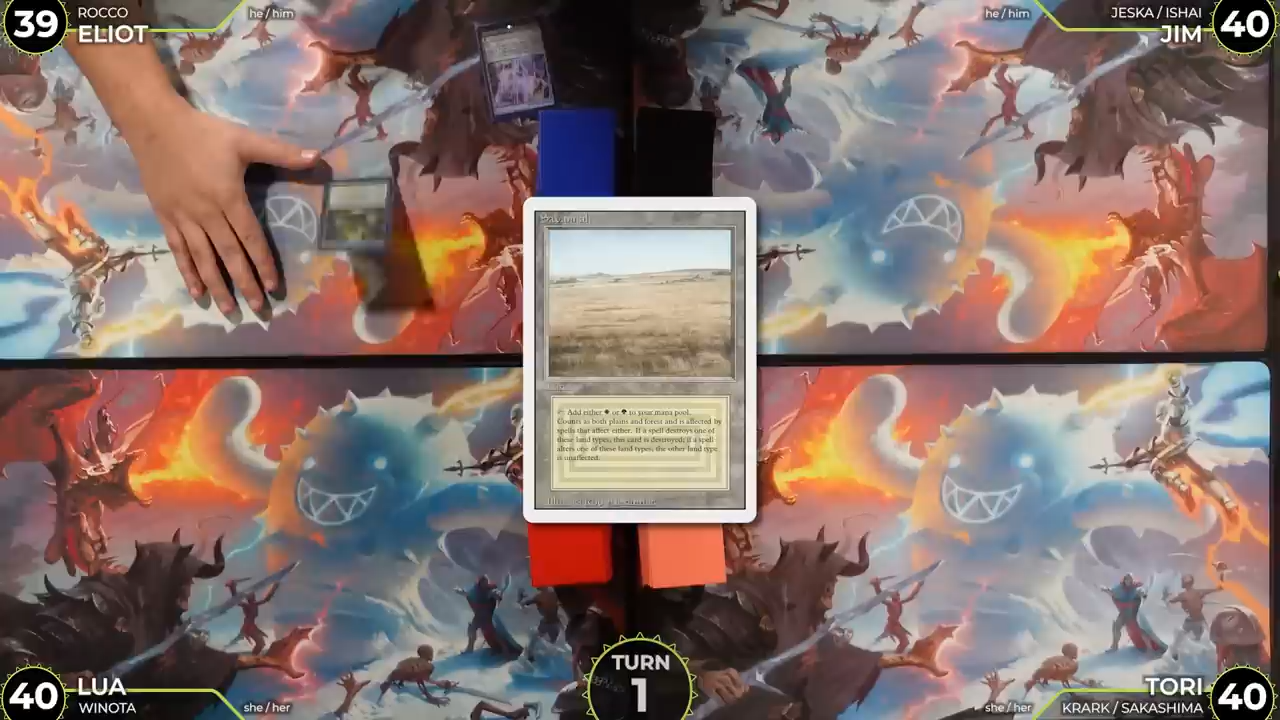 39
ROCCO
ELIOT
he / him
he / him
JESKA / ISHAI
JIM
40
Savannah
Add either or to your mana pool.
Counts as both plains and forest and is affected by
spells that affect either. If a spell destroys one of
these land types, this card is destroyed; if a spell
alters one of these land types, the other land type
is unaffected.
40
LUA
WINOTA
she / her
TURN
1
she / her
TORI
KRARK / SAKASHIMA
40